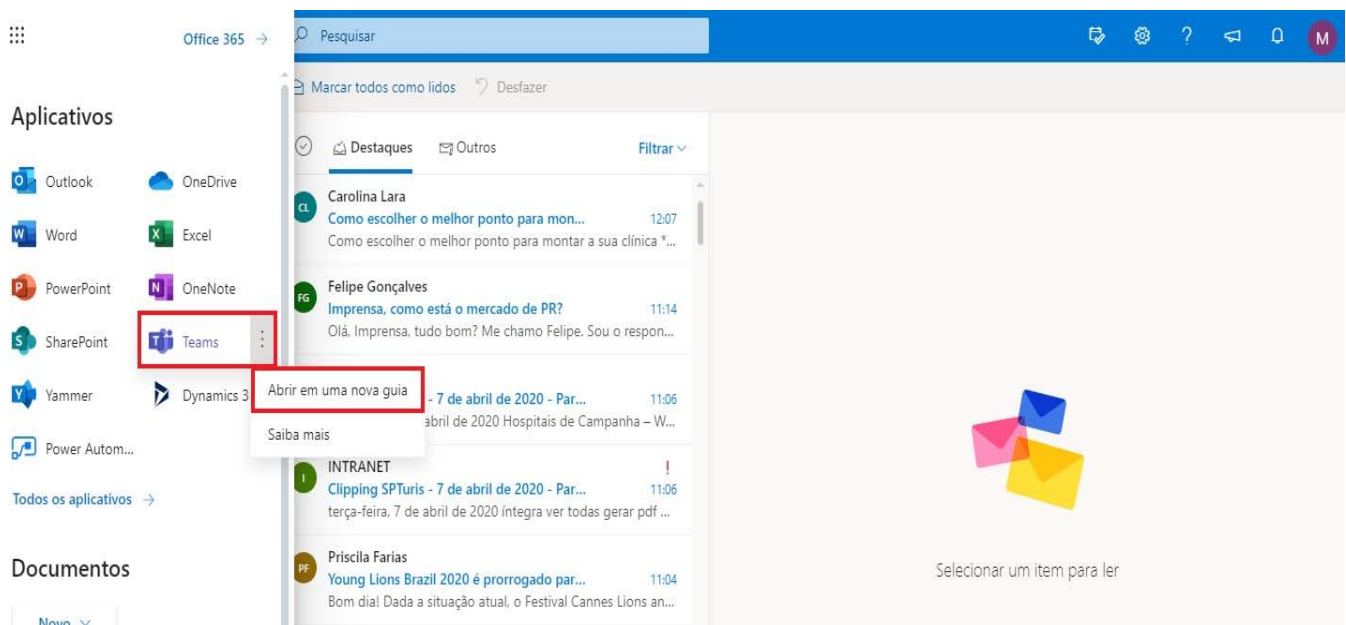 Office 365 →
Pesquisar
M
Marcar todos como lidos
Desfazer
Aplicativos
Outlook
OneDrive
Word
Excel
PowerPoint
OneNote
SharePoint
Teams
Yammer
Dynamics 3
Power Autom...
Todos os aplicativos →
Documentos
Novo
Abrir em uma nova guia
Saiba mais
Destaques
Outros
Filtrar
CL
Carolina Lara
Como escolher o melhor ponto para mon... 12:07
Como escolher o melhor ponto para montar a sua clínica *...
FG
Felipe Gonçalves
Imprensa, como está o mercado de PR? 11:14
Olá, Imprensa, tudo bom? Me chamo Felipe. Sou o respon...
- 7 de abril de 2020 - Par... 11:06
abril de 2020 Hospitais de Campanha – W...
I
INTRANET !
Clipping SPTuris - 7 de abril de 2020 - Par... 11:06
terça-feira, 7 de abril de 2020 íntegra ver todas gerar pdf ...
PF
Priscila Farias
Young Lions Brazil 2020 é prorrogado par... 11:04
Bom dia! Dada a situação atual, o Festival Cannes Lions an...
Selecionar um item para ler